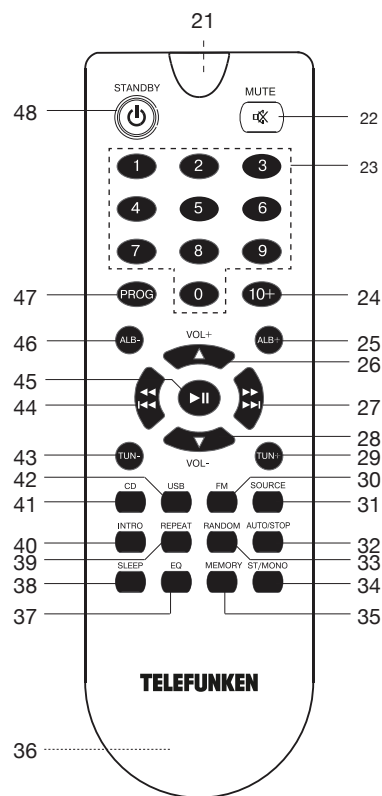 21
STANDBY MUTE
48 22
1 2 3 23
4 5 6
7 8 9
47 PROG 0 10+ 24
46 ALB- VOL+ ALB+ 25
26
45
44 27
28
43 TUN- VOL- TUN+ 29
42 30
41 CD USB FM SOURCE 31
40 INTRO REPEAT RANDOM AUTO/STOP 32
39 33
38 SLEEP EQ MEMORY ST/MONO 34
37 35
TELEFUNKEN
36